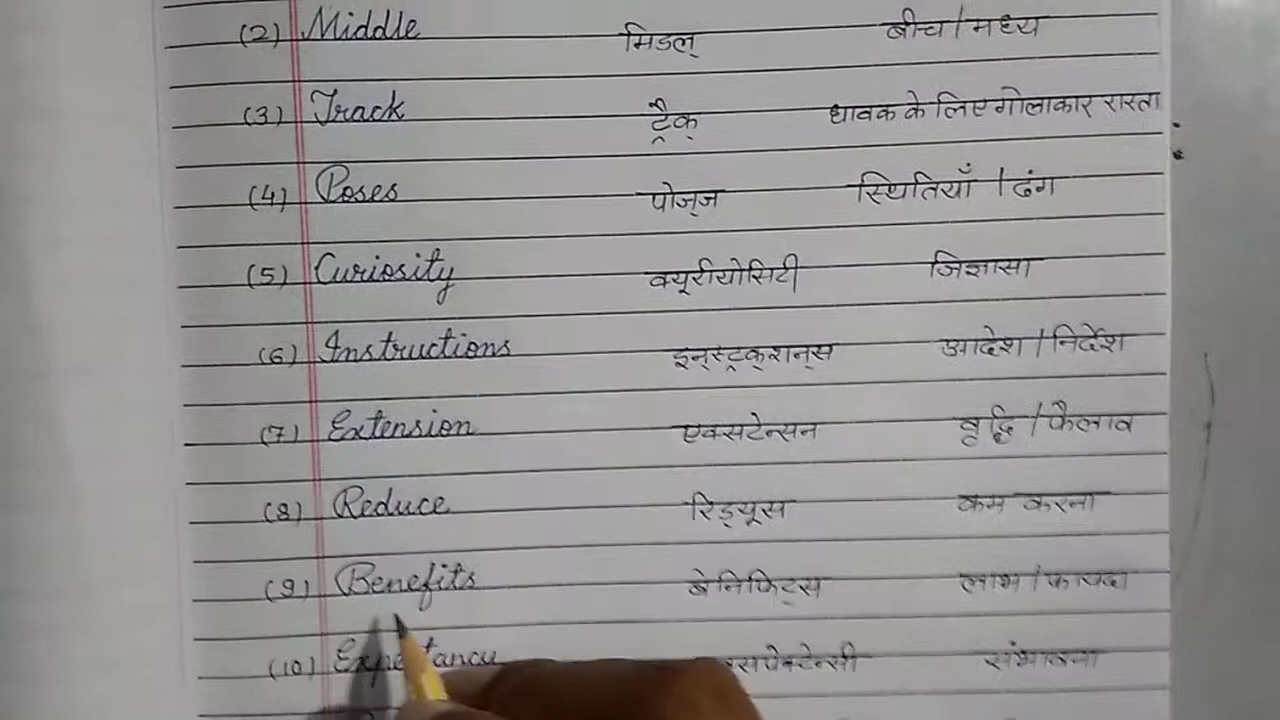 (2) Middle मिडल् बीच / मध्य
(3) Track ट्रैक् धावक के लिए गोलाकार रास्ता
(4) Poses पोज्ज स्थितियाँ / ढंग
(5) Curiosity क्यूरीयोसिटी जिज्ञासा
(6) Instructions इन्स्ट्रक्शन्स आदेश / निर्देश
(7) Extension एक्सटेन्सन वृद्धि / फैलाव
(8) Reduce रिड्यूस कम करना
(9) Benefits बेनिफिट्स लाभ / फायदा
(10)